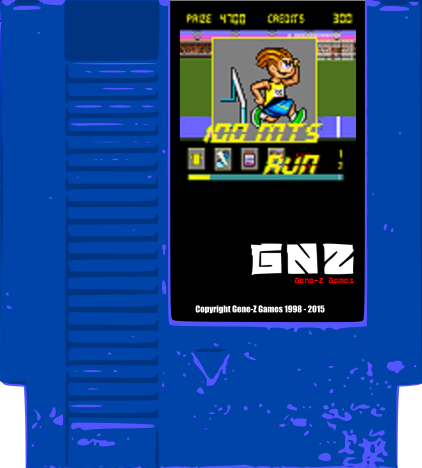 PRIZE 4700 CREDITS 300
100 MTS
RUN
GNZ
Gene-Z Games
Copyright Gene-Z Games 1998 - 2015